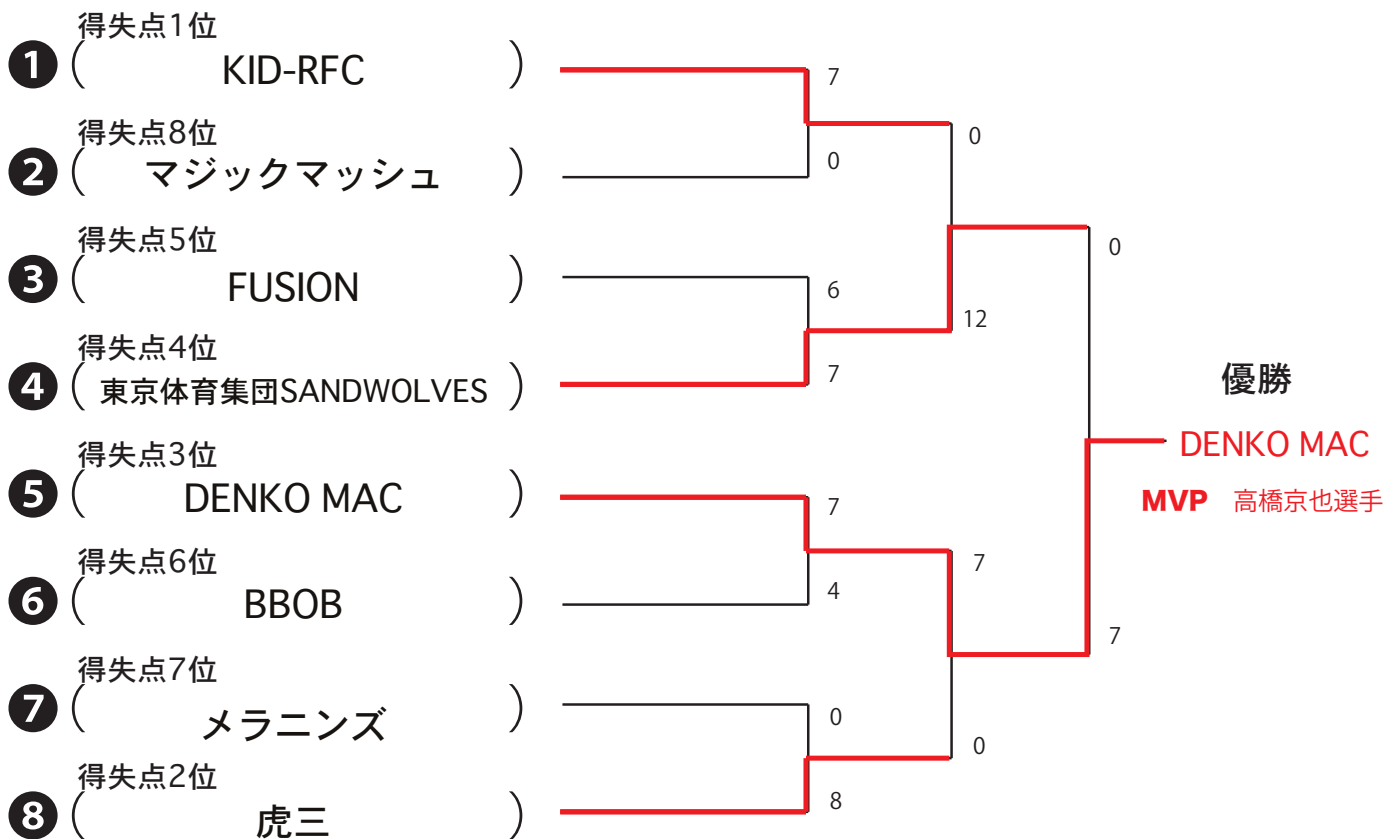 得失点1位
❶ ( KID-RFC )
得失点8位
❷ ( マジックマッシュ )
得失点5位
❸ ( FUSION )
得失点4位
❹ ( 東京体育集団SANDWOLVES )
得失点3位
❺ ( DENKO MAC )
得失点6位
❻ ( BBOB )
得失点7位
❼ ( メラニンズ )
得失点2位
❽ ( 虎三 )
7
0
6
7
7
4
0
8
0
12
7
0
0
7
優勝
DENKO MAC
MVP 高橋京也選手